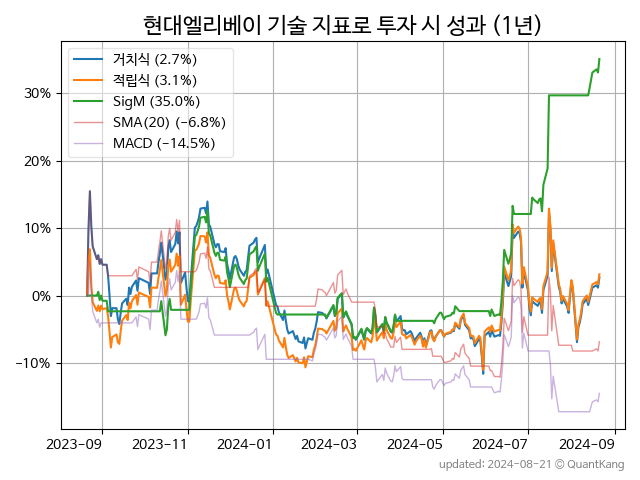 현대엘리베이 기술 지표로 투자 시 성과 (1년)
거치식 (2.7%)
적립식 (3.1%)
SigM (35.0%)
SMA(20) (-6.8%)
MACD (-14.5%)
30%
20%
10%
0%
-10%
2023-09 2023-11 2024-01 2024-03 2024-05 2024-07 2024-09
updated: 2024-08-21 © QuantKang